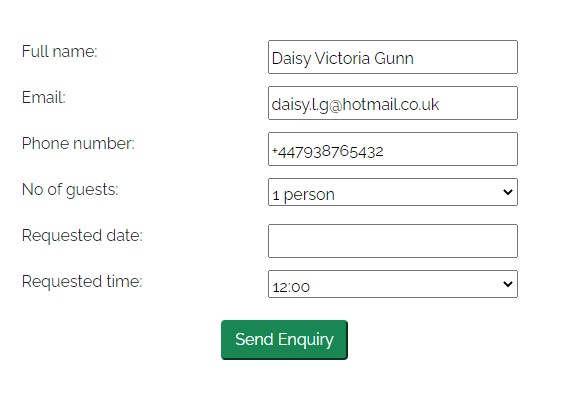 Full name: Daisy Victoria Gunn
Email: daisy.l.g@hotmail.co.uk
Phone number: +447938765432
No of guests: 1 person
Requested date:
Requested time: 12:00
Send Enquiry